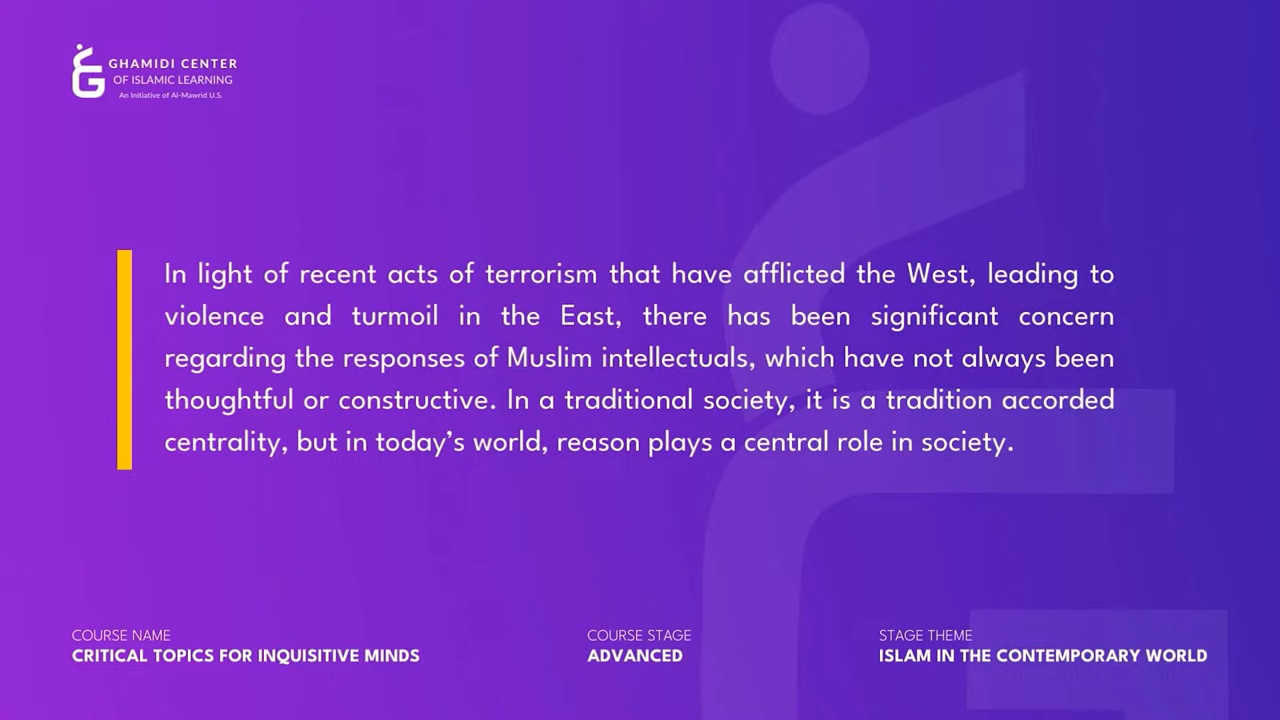 GHAMIDI CENTER
OF ISLAMIC LEARNING
An Initiative of Al-Mawrid U.S.
In light of recent acts of terrorism that have afflicted the West, leading to
violence and turmoil in the East, there has been significant concern
regarding the responses of Muslim intellectuals, which have not always been
thoughtful or constructive. In a traditional society, it is a tradition accorded
centrality, but in today’s world, reason plays a central role in society.
COURSE NAME
CRITICAL TOPICS FOR INQUISITIVE MINDS
COURSE STAGE
ADVANCED
STAGE THEME
ISLAM IN THE CONTEMPORARY WORLD